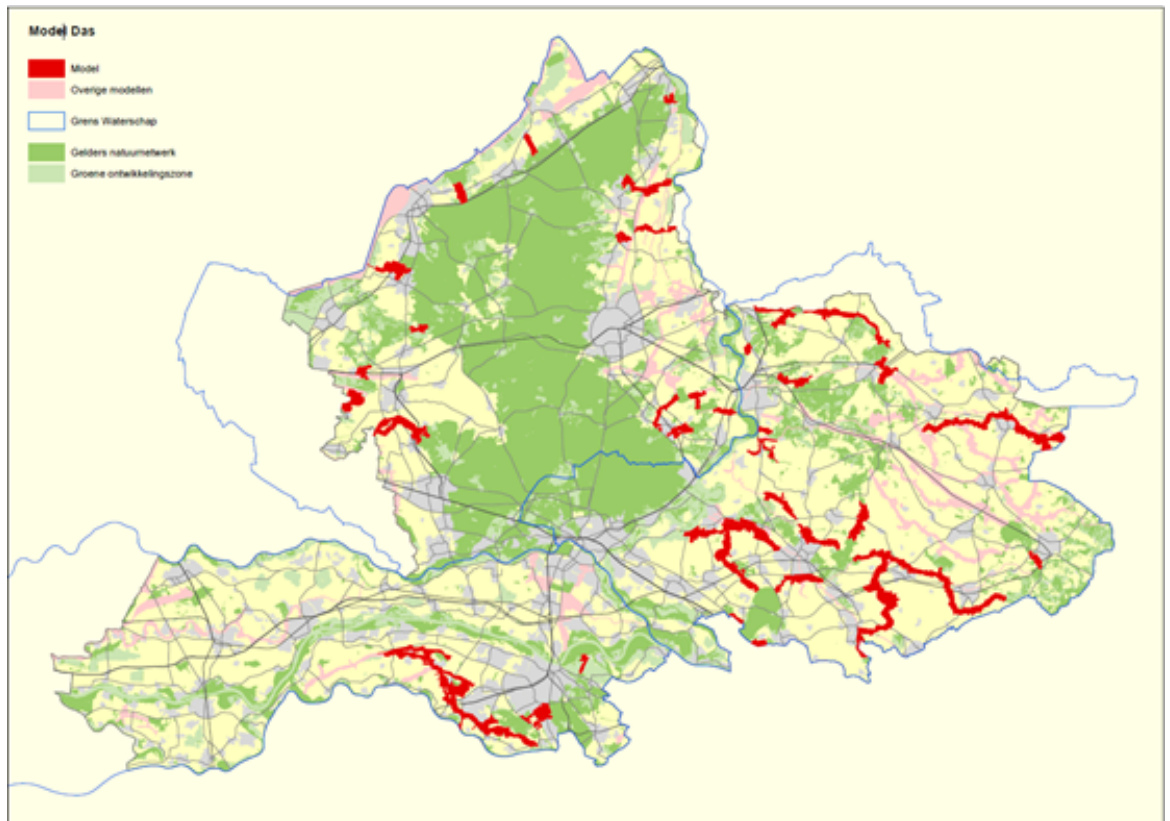 Model Das
Model
Overige modellen
Grens Waterschap
Gelders natuurnetwerk
Groene ontwikkelingszone